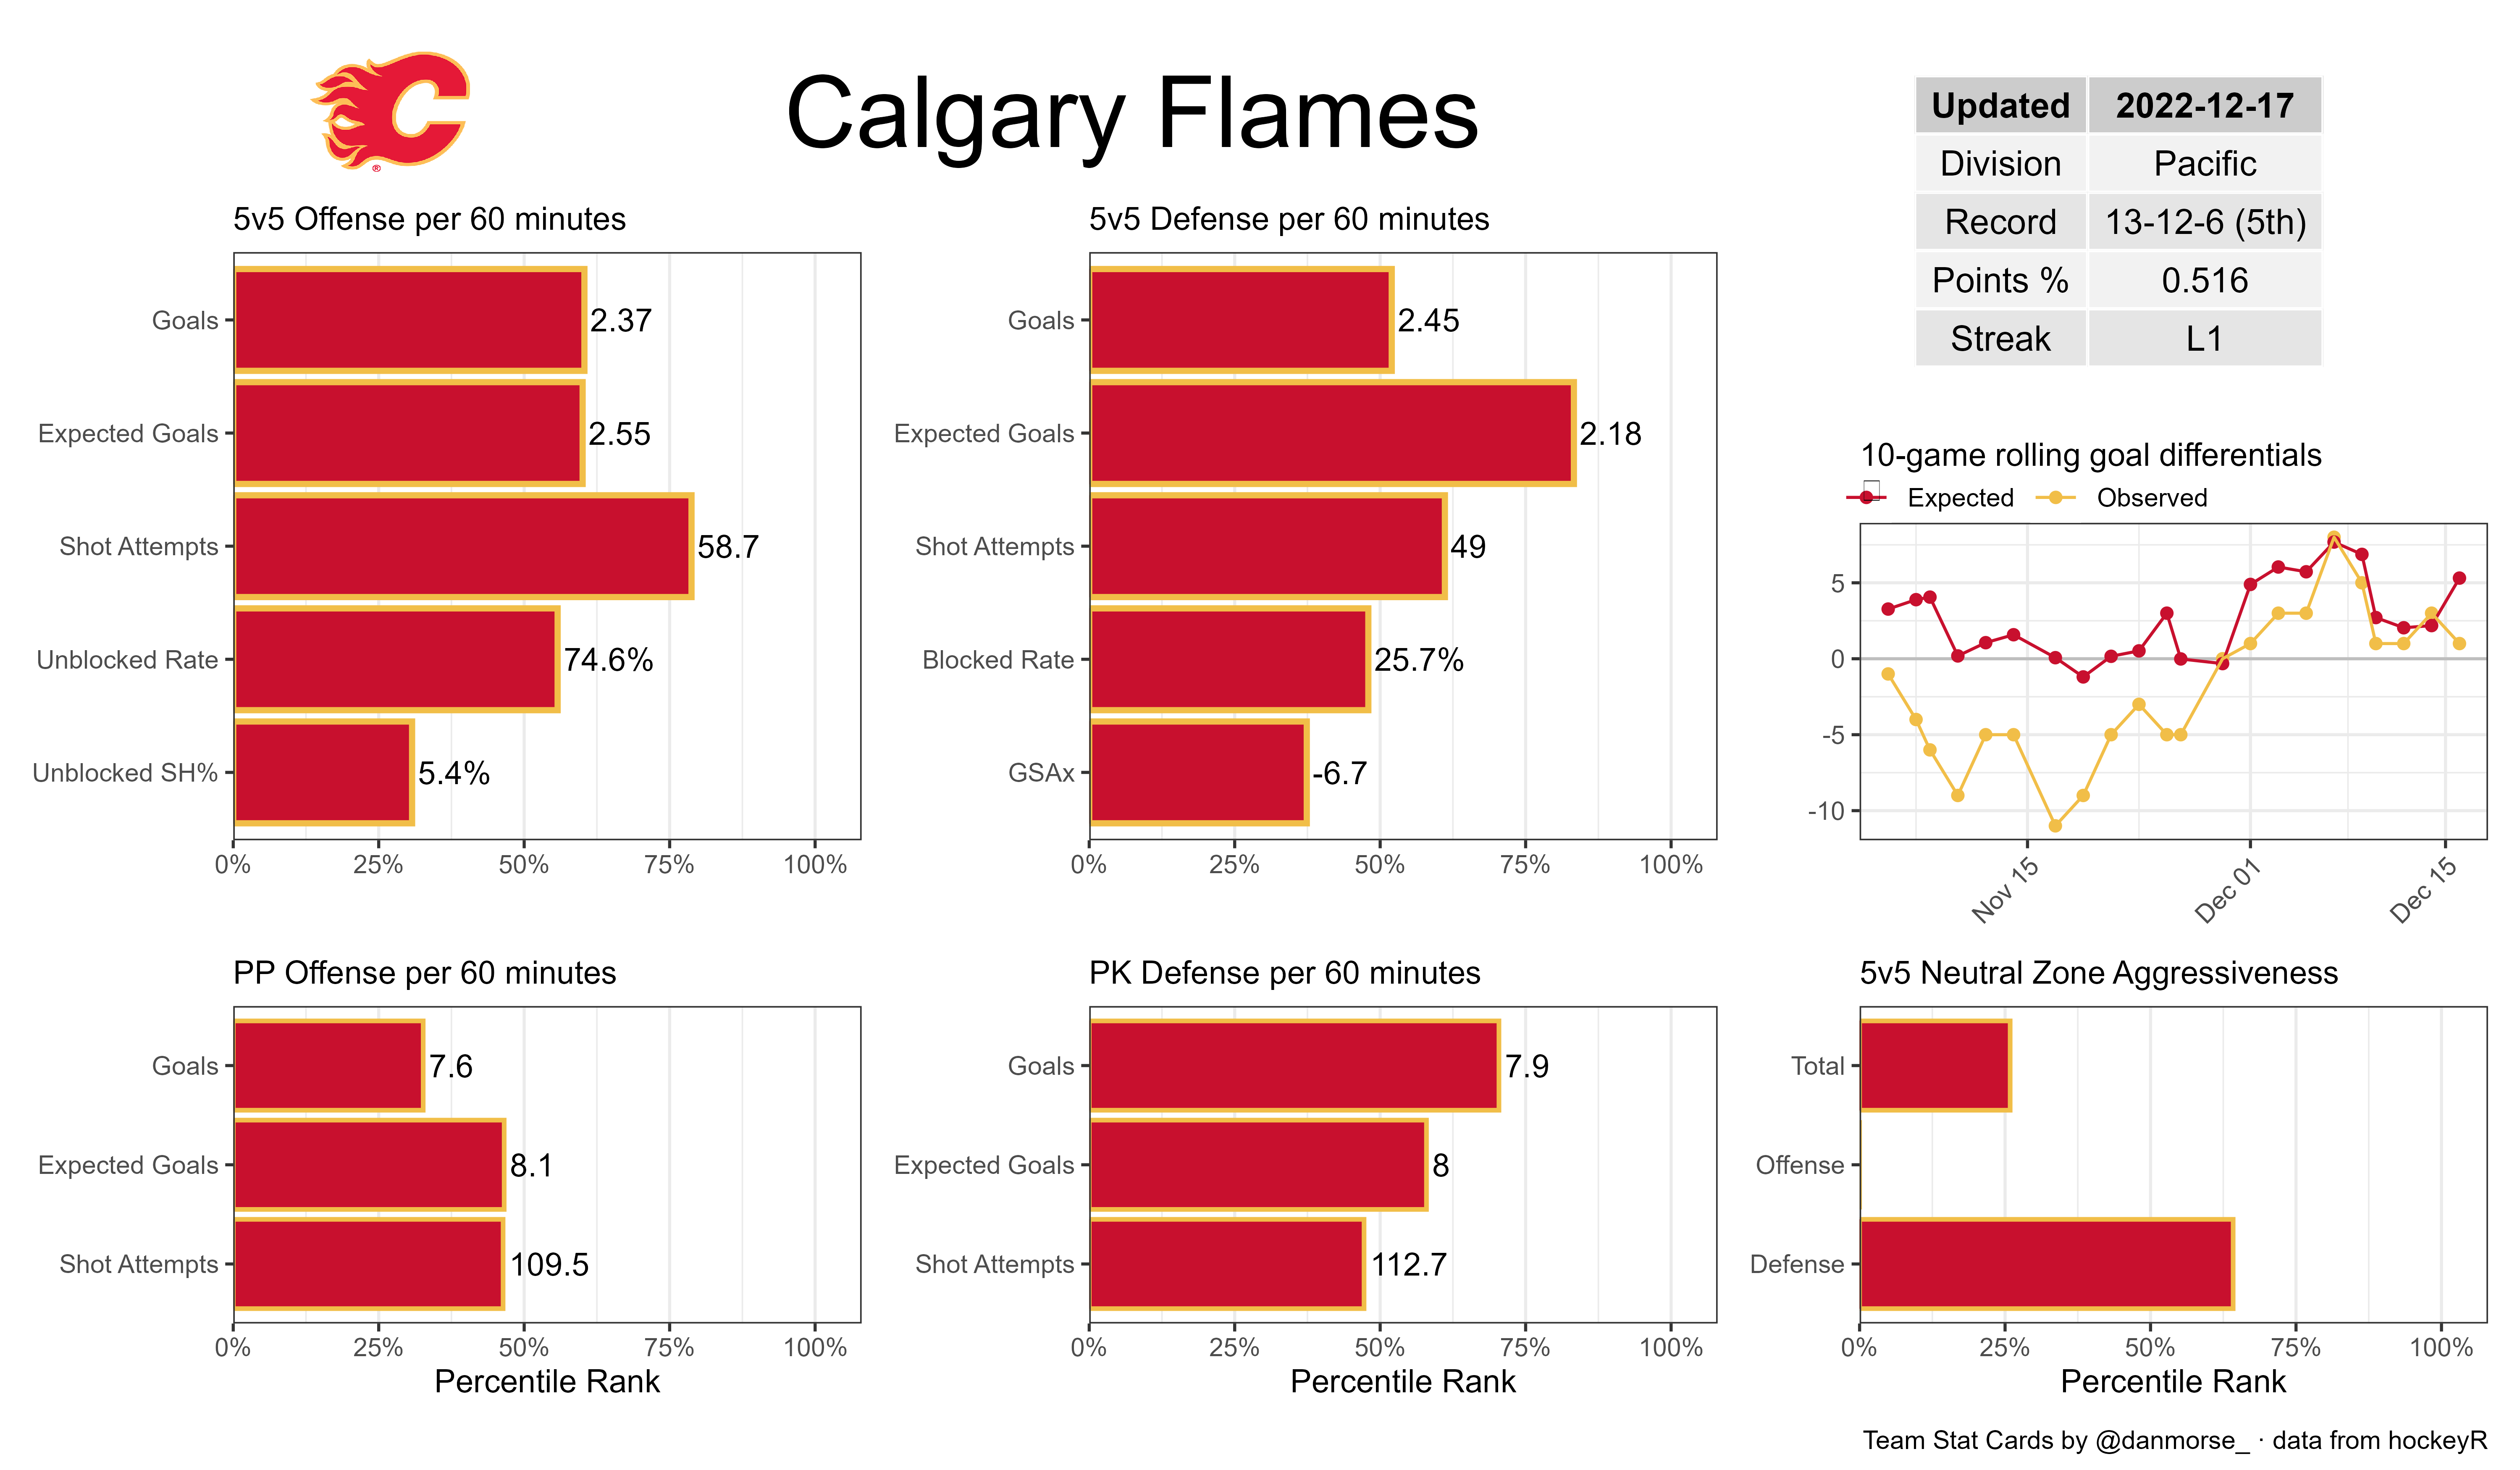 Calgary Flames
®
Updated 2022-12-17
Division Pacific
Record 13-12-6 (5th)
Points % 0.516
Streak L1
5v5 Offense per 60 minutes
Goals 2.37
Expected Goals 2.55
Shot Attempts 58.7
Unblocked Rate 74.6%
Unblocked SH% 5.4%
0% 25% 50% 75% 100%
5v5 Defense per 60 minutes
Goals 2.45
Expected Goals 2.18
Shot Attempts 49
Blocked Rate 25.7%
GSAx -6.7
0% 25% 50% 75% 100%
10-game rolling goal differentials
Expected Observed
5
0
-5
-10
Nov 15 Dec 01 Dec 15
PP Offense per 60 minutes
Goals 7.6
Expected Goals 8.1
Shot Attempts 109.5
0% 25% 50% 75% 100%
Percentile Rank
PK Defense per 60 minutes
Goals 7.9
Expected Goals 8
Shot Attempts 112.7
0% 25% 50% 75% 100%
Percentile Rank
5v5 Neutral Zone Aggressiveness
Total
Offense
Defense
0% 25% 50% 75% 100%
Percentile Rank
Team Stat Cards by @danmorse_ · data from hockeyR